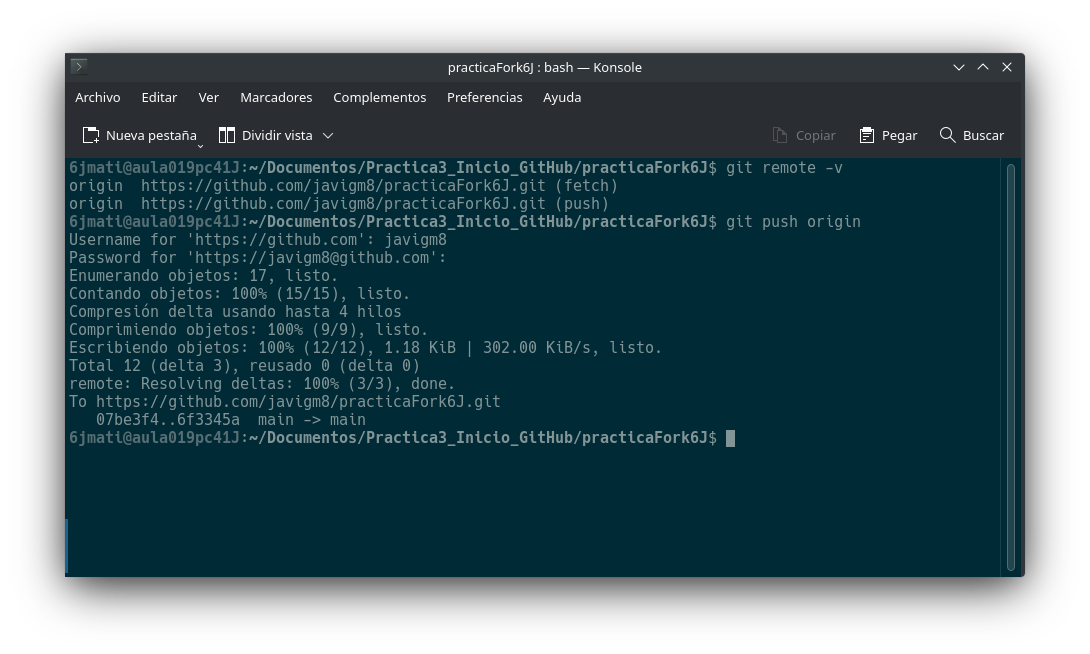 practicaFork6J : bash — Konsole
Archivo Editar Ver Marcadores Complementos Preferencias Ayuda
Nueva pestaña Dividir vista Copiar Pegar Buscar
6jmati@aula019pc41J:~/Documentos/Practica3_Inicio_GitHub/practicaFork6J$ git remote -v
origin  https://github.com/javigm8/practicaFork6J.git (fetch)
origin  https://github.com/javigm8/practicaFork6J.git (push)
6jmati@aula019pc41J:~/Documentos/Practica3_Inicio_GitHub/practicaFork6J$ git push origin
Username for 'https://github.com': javigm8
Password for 'https://javigm8@github.com':
Enumerando objetos: 17, listo.
Contando objetos: 100% (15/15), listo.
Compresión delta usando hasta 4 hilos
Comprimiendo objetos: 100% (9/9), listo.
Escribiendo objetos: 100% (12/12), 1.18 KiB | 302.00 KiB/s, listo.
Total 12 (delta 3), reusado 0 (delta 0)
remote: Resolving deltas: 100% (3/3), done.
To https://github.com/javigm8/practicaFork6J.git
   07be3f4..6f3345a  main -> main
6jmati@aula019pc41J:~/Documentos/Practica3_Inicio_GitHub/practicaFork6J$